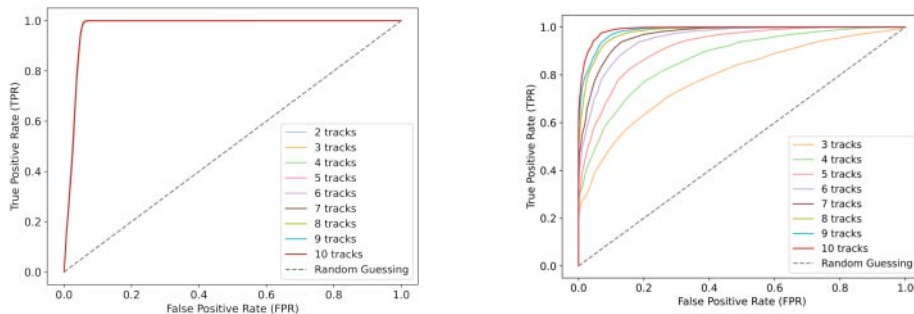 1.0
0.8
0.6
0.4
0.2
0.0
True Positive Rate (TPR)
2 tracks
3 tracks
4 tracks
5 tracks
6 tracks
7 tracks
8 tracks
9 tracks
10 tracks
Random Guessing
0.0 0.2 0.4 0.6 0.8 1.0
False Positive Rate (FPR)
1.0
0.8
0.6
0.4
0.2
0.0
True Positive Rate (TPR)
3 tracks
4 tracks
5 tracks
6 tracks
7 tracks
8 tracks
9 tracks
10 tracks
Random Guessing
0.0 0.2 0.4 0.6 0.8 1.0
False Positive Rate (FPR)